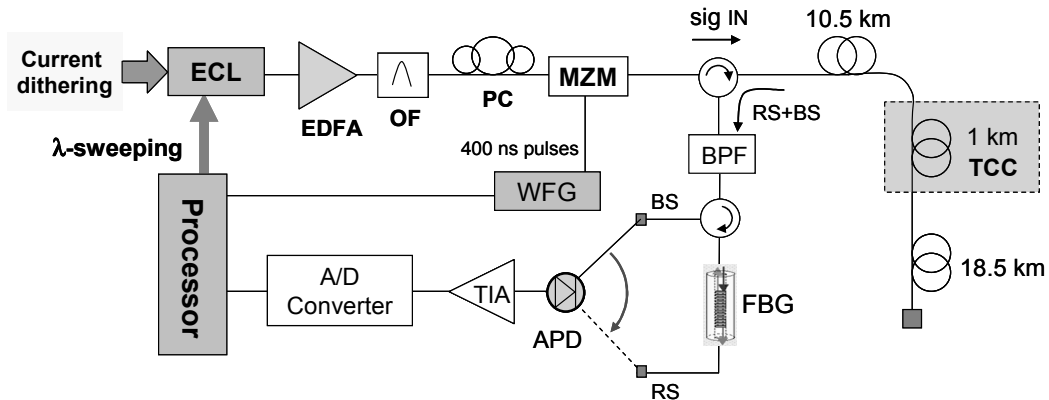 sig IN
10.5 km
Current
dithering
ECL
EDFA
OF
PC
MZM
RS+BS
1 km
TCC
λ-sweeping
400 ns pulses
BPF
WFG
BS
Processor
A/D
Converter
TIA
APD
FBG
18.5 km
RS